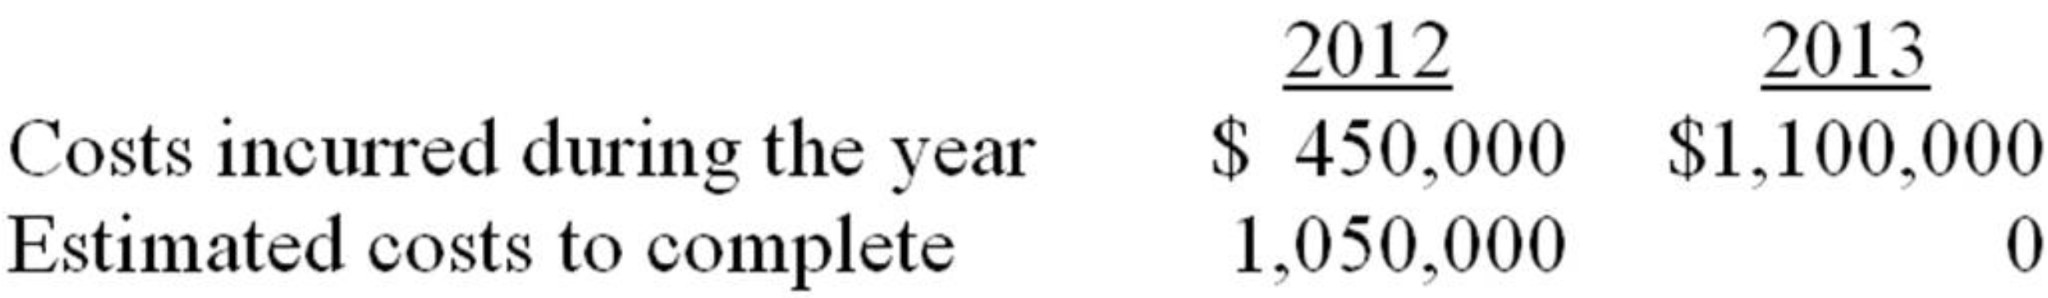 2012 2013
Costs incurred during the year $ 450,000 $1,100,000
Estimated costs to complete 1,050,000 0